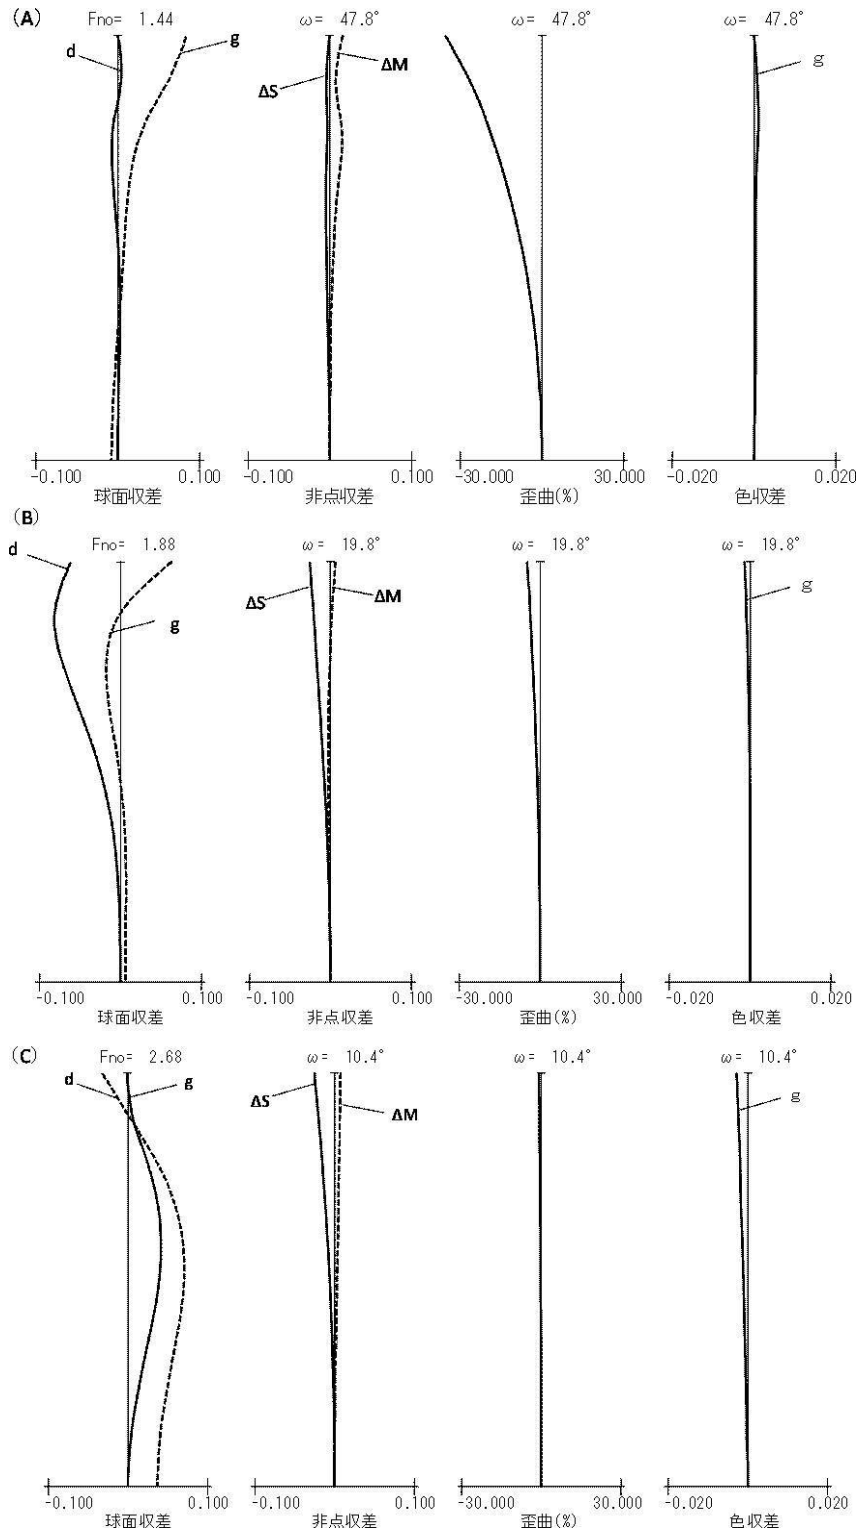 (A) Fno= 1.44 ω= 47.8° ω= 47.8° ω= 47.8°
d g ΔS ΔM g
-0.100 0.100 -0.100 0.100 -30.000 30.000 -0.020 0.020
球面収差 非点収差 歪曲(%) 色収差
(B) Fno= 1.88 ω= 19.8° ω= 19.8° ω= 19.8°
d g ΔS ΔM g
-0.100 0.100 -0.100 0.100 -30.000 30.000 -0.020 0.020
球面収差 非点収差 歪曲(%) 色収差
(C) Fno= 2.68 ω= 10.4° ω= 10.4° ω= 10.4°
d g ΔS ΔM g
-0.100 0.100 -0.100 0.100 -30.000 30.000 -0.020 0.020
球面収差 非点収差 歪曲(%) 色収差